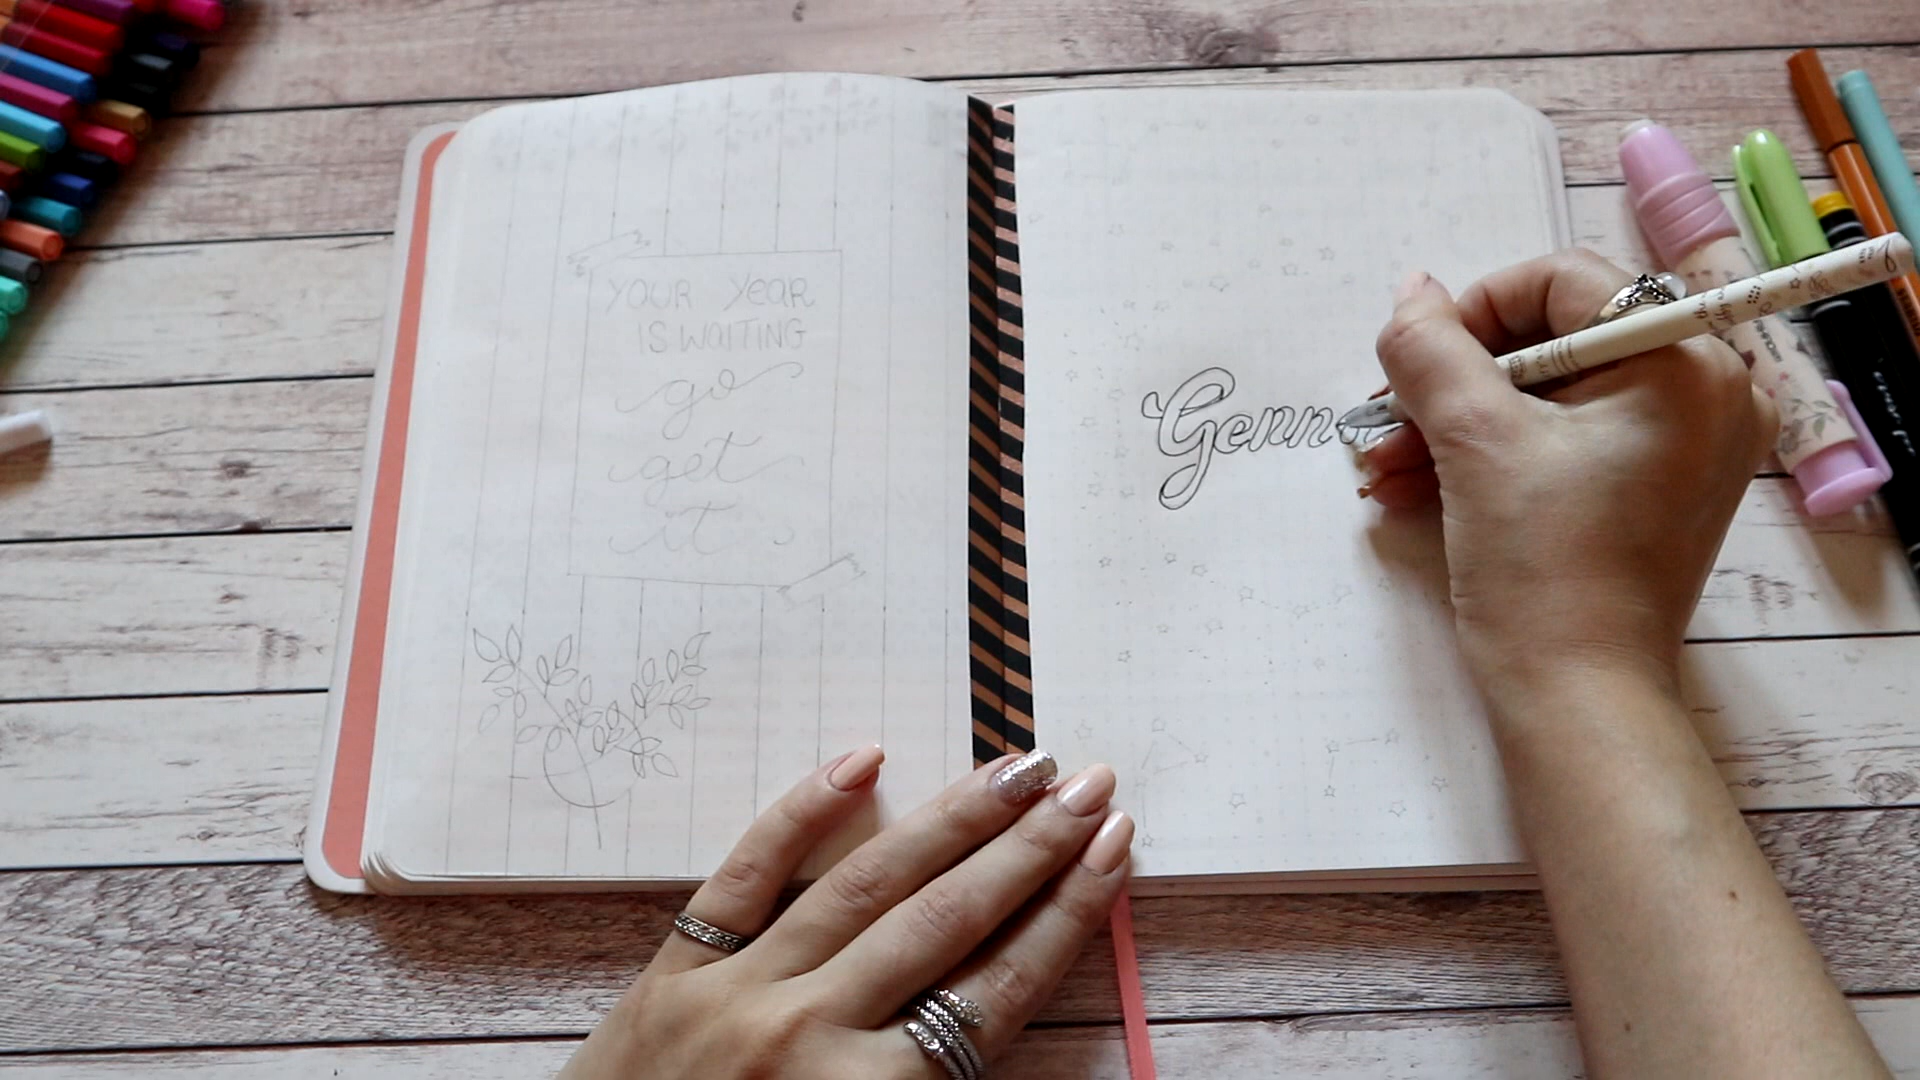 YOUR YEAR
IS WAITING
go
get
it
Genn